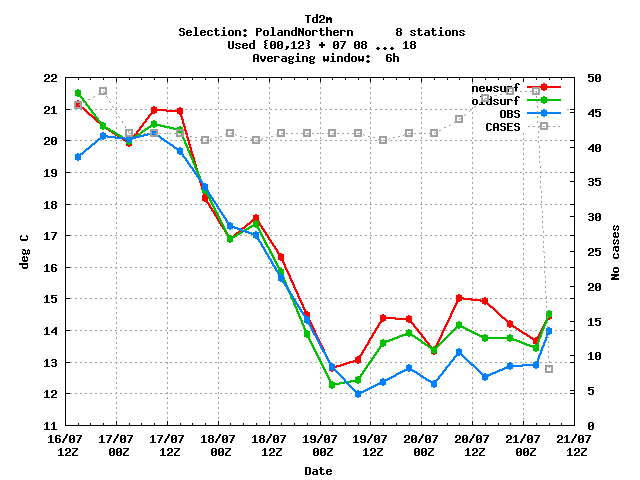 Td2m
Selection: PolandNorthern      8 stations
Used {00,12} + 07 08 ... 18
Averaging window:  6h
newsurf
oldsurf
OBS
CASES
22
21
20
19
18
17
16
15
14
13
12
11
deg C
50
45
40
35
30
25
20
15
10
5
0
No cases
16/07 17/07 17/07 18/07 18/07 19/07 19/07 20/07 20/07 21/07 21/07
12Z 00Z 12Z 00Z 12Z 00Z 12Z 00Z 12Z 00Z 12Z
Date